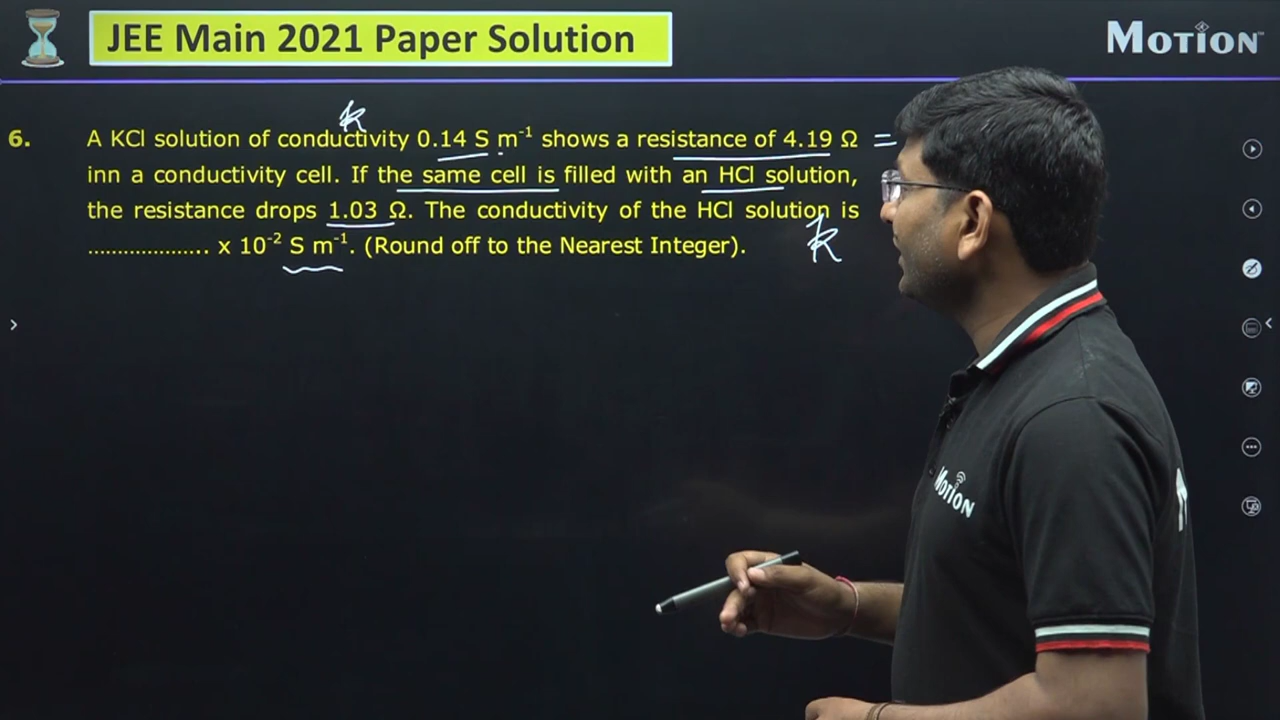 JEE Main 2021 Paper Solution
MOTION
k
6. A KCl solution of conductivity 0.14 S m⁻¹ shows a resistance of 4.19 Ω =
inn a conductivity cell. If the same cell is filled with an HCl solution,
the resistance drops 1.03 Ω. The conductivity of the HCl solution is
.................... x 10⁻² S m⁻¹. (Round off to the Nearest Integer).
k
MOTION